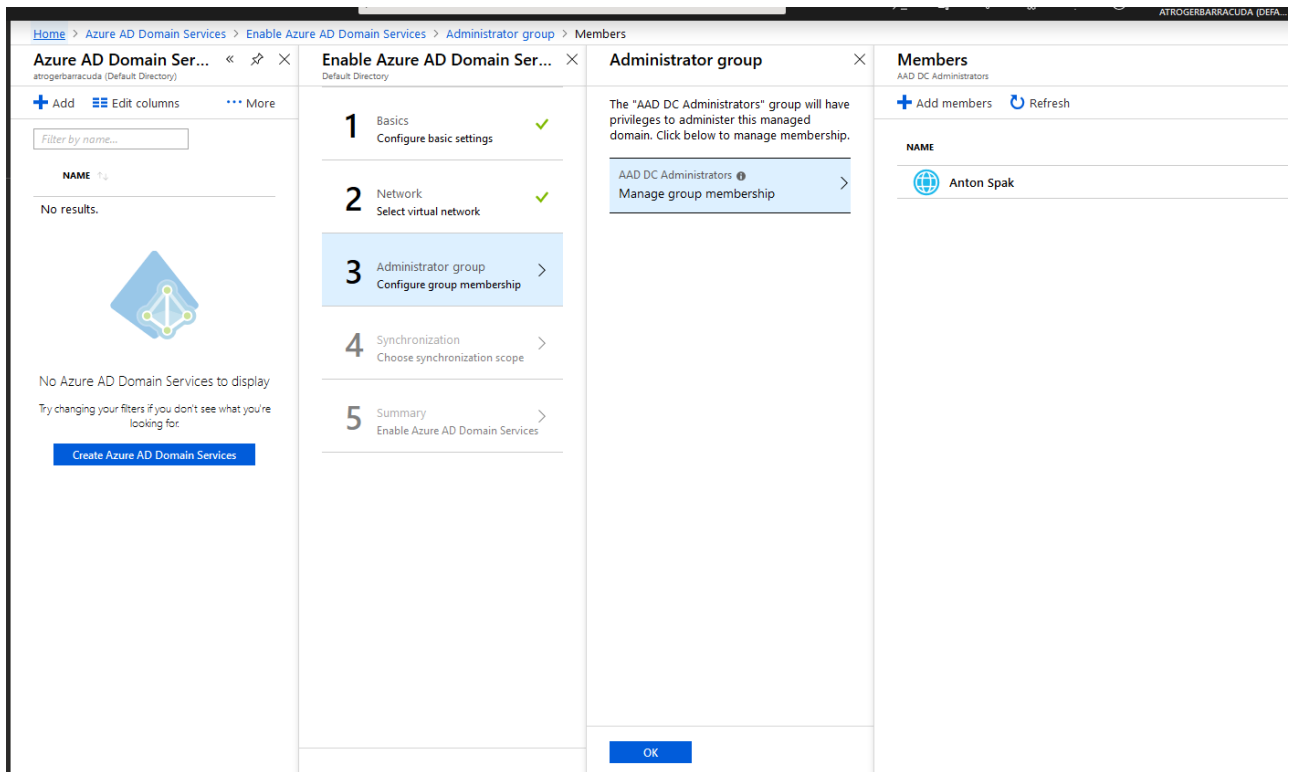 ATROGERBARRACUDA (DEFA...
Home > Azure AD Domain Services > Enable Azure AD Domain Services > Administrator group > Members
Azure AD Domain Ser...
atrogerbarracuda (Default Directory)
Add Edit columns ... More
Filter by name...
NAME
No results.
No Azure AD Domain Services to display
Try changing your filters if you don't see what you're
looking for.
Create Azure AD Domain Services
Enable Azure AD Domain Ser...
Default Directory
1 Basics
Configure basic settings
2 Network
Select virtual network
3 Administrator group
Configure group membership
4 Synchronization
Choose synchronization scope
5 Summary
Enable Azure AD Domain Services
Administrator group
The "AAD DC Administrators" group will have
privileges to administer this managed
domain. Click below to manage membership.
AAD DC Administrators
Manage group membership
OK
Members
AAD DC Administrators
Add members Refresh
NAME
Anton Spak